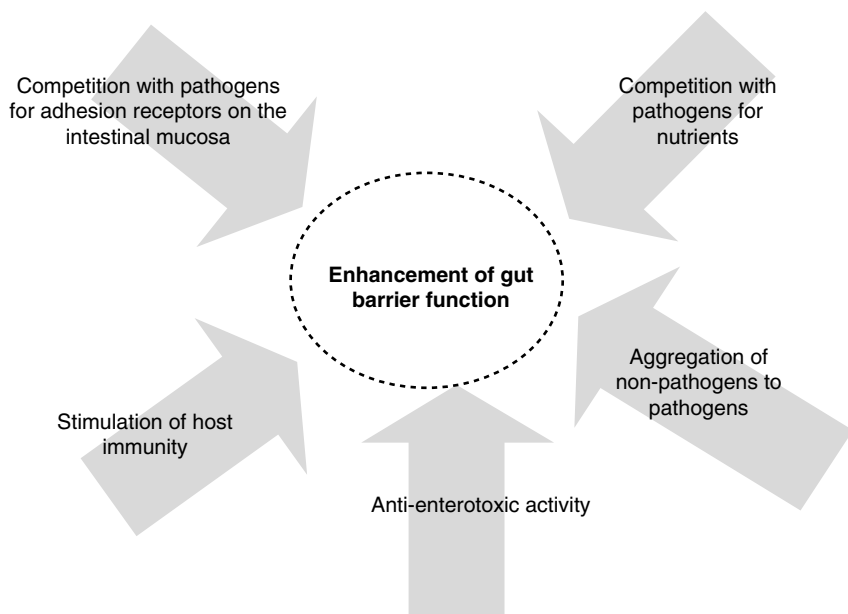 Competition with pathogens
for adhesion receptors on the
intestinal mucosa
Competition with
pathogens for
nutrients
Enhancement of gut
barrier function
Aggregation of
non-pathogens to
pathogens
Stimulation of host
immunity
Anti-enterotoxic activity